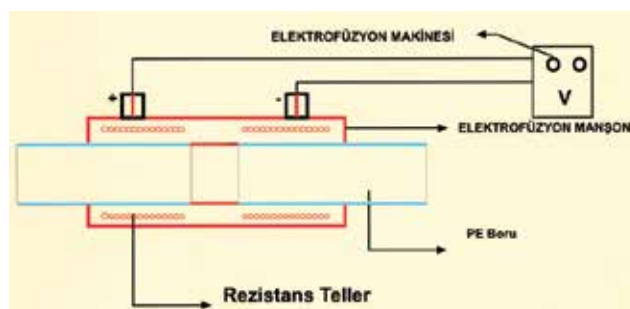 ELEKTROFÜZYON MAKİNESİ
+
-
V
ELEKTROFÜZYON MANŞON
PE Boru
Rezistans Teller